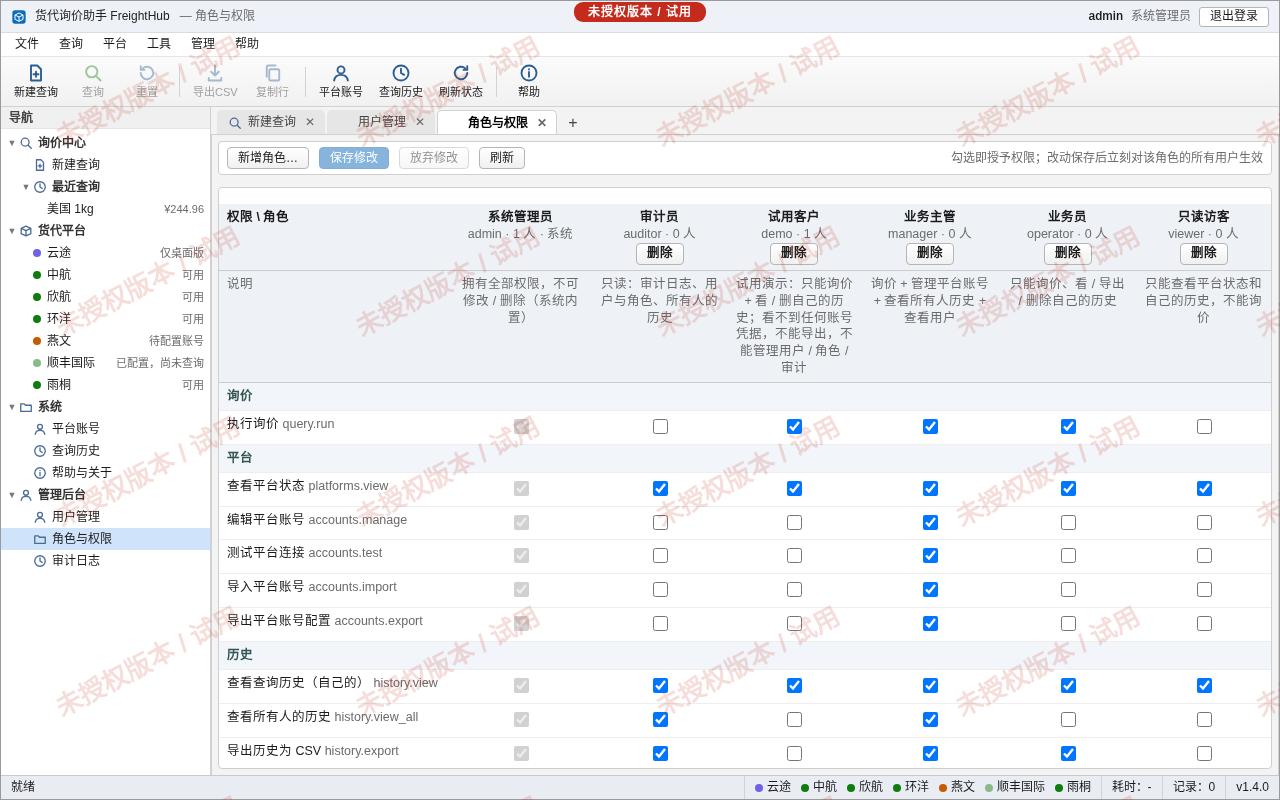 货代询价助手 FreightHub — 角色与权限
未授权版本 / 试用
admin 系统管理员 退出登录
文件 查询 平台 工具 管理 帮助
新建查询 查询 重置 导出CSV 复制行 平台账号 查询历史 刷新状态 帮助
导航
询价中心
新建查询
最近查询
美国 1kg ¥244.96
货代平台
云途 仅桌面版
中航 可用
欣航 可用
环洋 可用
燕文 待配置账号
顺丰国际 已配置，尚未查询
雨桐 可用
系统
平台账号
查询历史
帮助与关于
管理后台
用户管理
角色与权限
审计日志
新建查询 ✕ 用户管理 ✕ 角色与权限 ✕ +
新增角色… 保存修改 放弃修改 刷新 勾选即授予权限；改动保存后立刻对该角色的所有用户生效
权限 \ 角色 系统管理员 审计员 试用客户 业务主管 业务员 只读访客
admin · 1 人 · 系统 auditor · 0 人 demo · 1 人 manager · 0 人 operator · 0 人 viewer · 0 人
删除 删除 删除 删除 删除
说明 拥有全部权限，不可 只读：审计日志、用 试用演示：只能询价 询价 + 管理平台账号 只能询价、看 / 导出 只能查看平台状态和
修改 / 删除（系统内 户与角色、所有人的 + 看 / 删自己的历 + 查看所有历史 + / 删除自己的历史 自己的历史，不能询
置） 历史 史；看不到任何账号 查看用户 价
凭据，不能导出，不
能管理用户 / 角色 /
审计
询价
执行询价 query.run
平台
查看平台状态 platforms.view
编辑平台账号 accounts.manage
测试平台连接 accounts.test
导入平台账号 accounts.import
导出平台账号配置 accounts.export
历史
查看查询历史（自己的） history.view
查看所有人的历史 history.view_all
导出历史为 CSV history.export
就绪 云途 中航 欣航 环洋 燕文 顺丰国际 雨桐 耗时：- 记录：0 v1.4.0